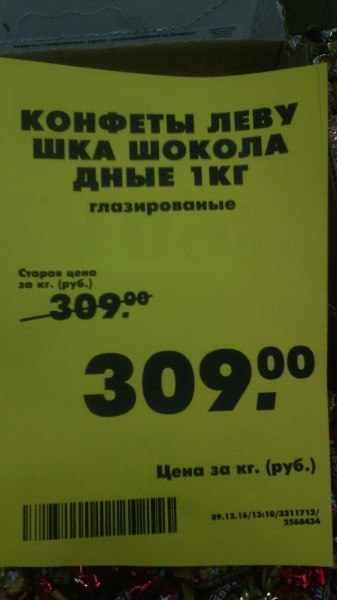 КОНФЕТЫ ЛЕВУ
ШКА ШОКОЛА
ДНЫЕ 1КГ
глазированые
Старая цена
за кг. (руб.)
309.00
309.00
Цена за кг. (руб.)
09.12.16/13:10/3311712/
2568434